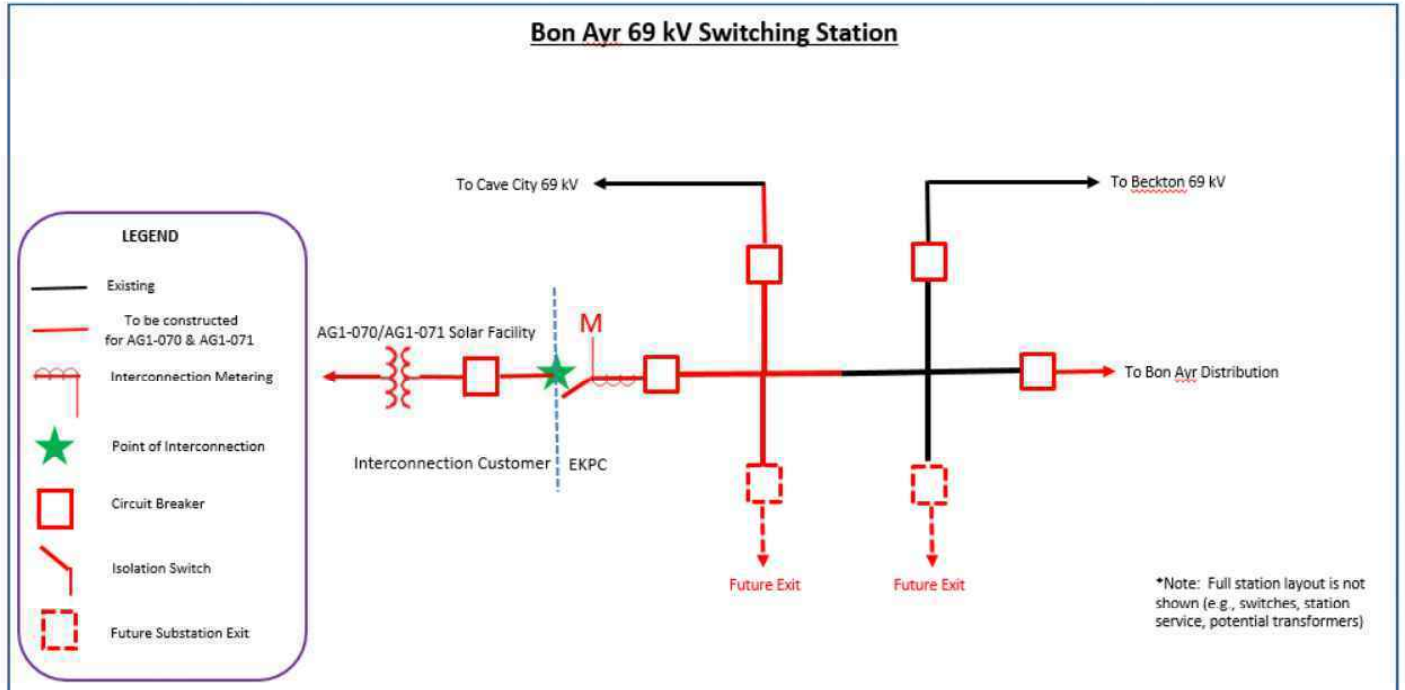 Bon Ayr 69 kV Switching Station
To Cave City 69 kV
To Beckton 69 kV
LEGEND
Existing
To be constructed
for AG1-070 & AG1-071
Interconnection Metering
Point of Interconnection
Circuit Breaker
Isolation Switch
Future Substation Exit
AG1-070/AG1-071 Solar Facility
M
To Bon Ayr Distribution
Interconnection Customer
EKPC
Future Exit
Future Exit
*Note: Full station layout is not
shown (e.g., switches, station
service, potential transformers)